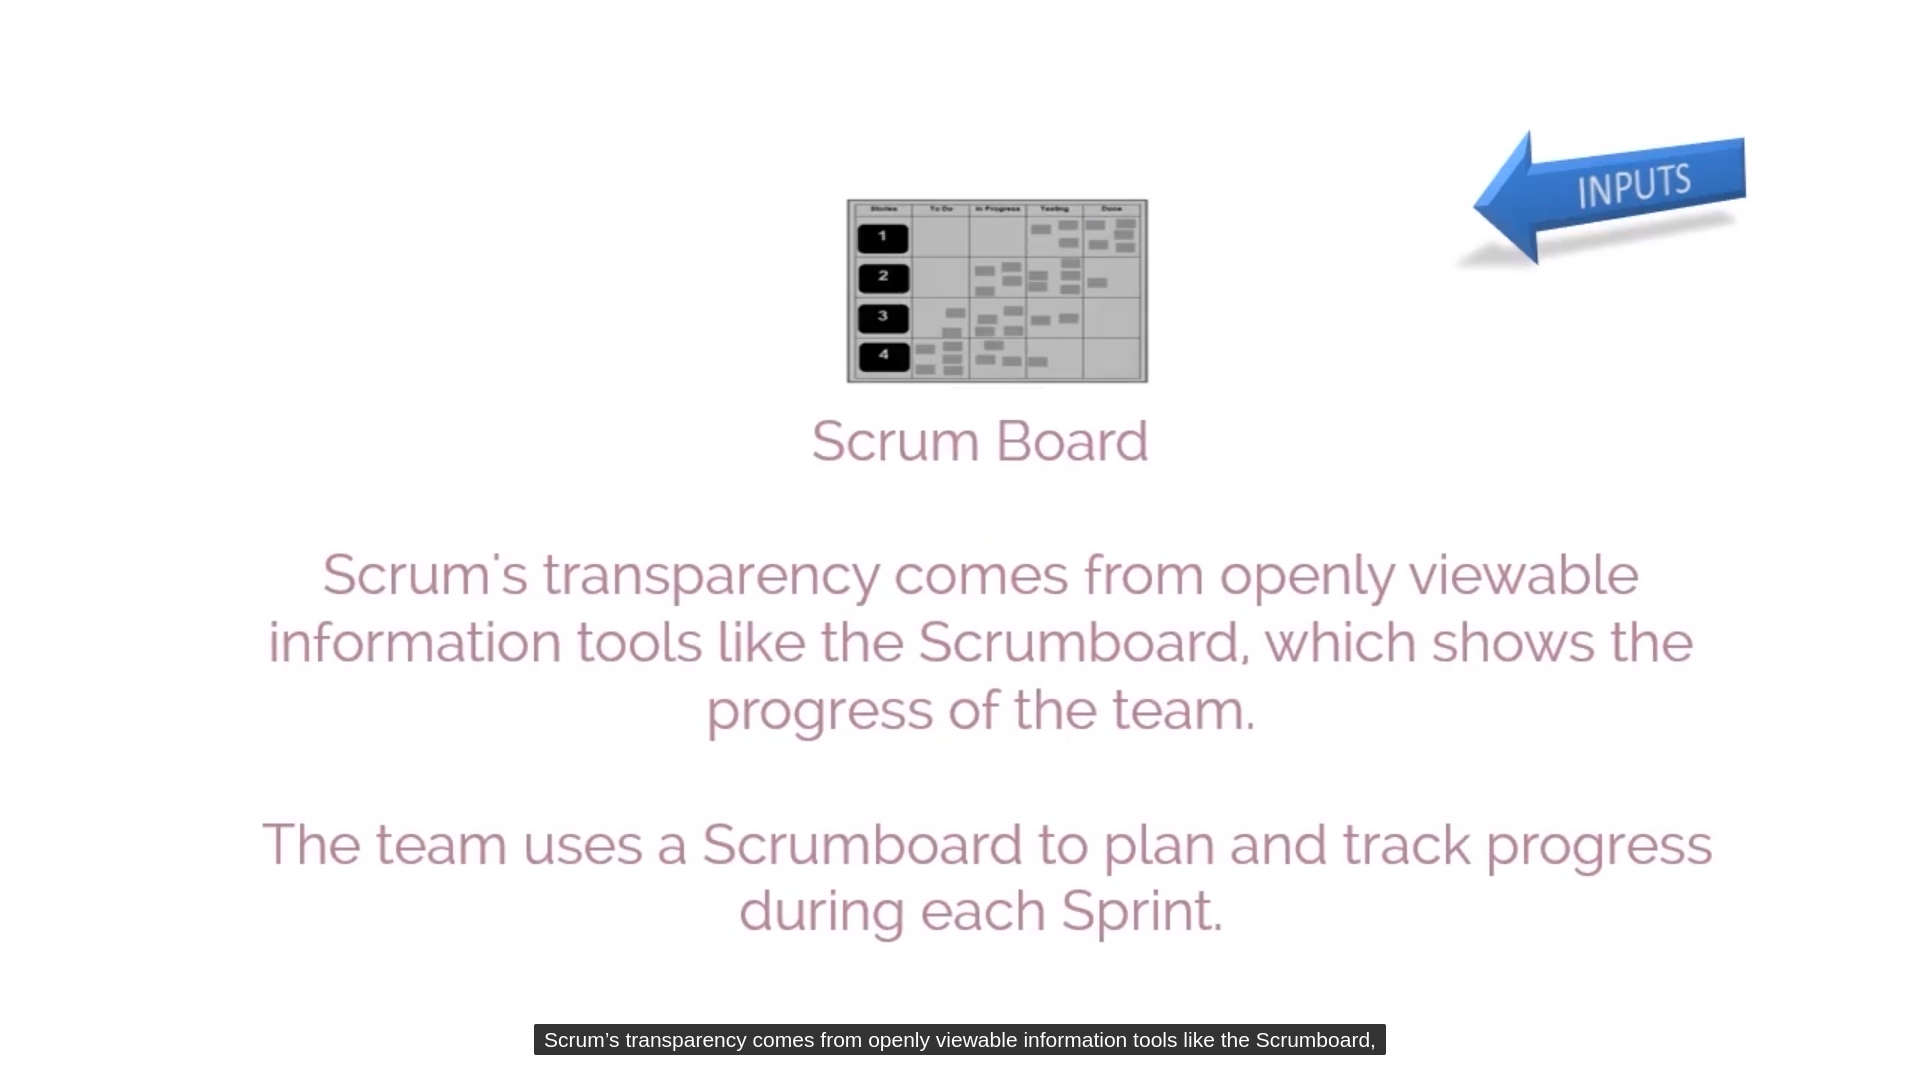 INPUTS
Stories To Do In Progress Testing Done
1
2
3
4
Scrum Board
Scrum's transparency comes from openly viewable
information tools like the Scrumboard, which shows the
progress of the team.
The team uses a Scrumboard to plan and track progress
during each Sprint.
Scrum’s transparency comes from openly viewable information tools like the Scrumboard,